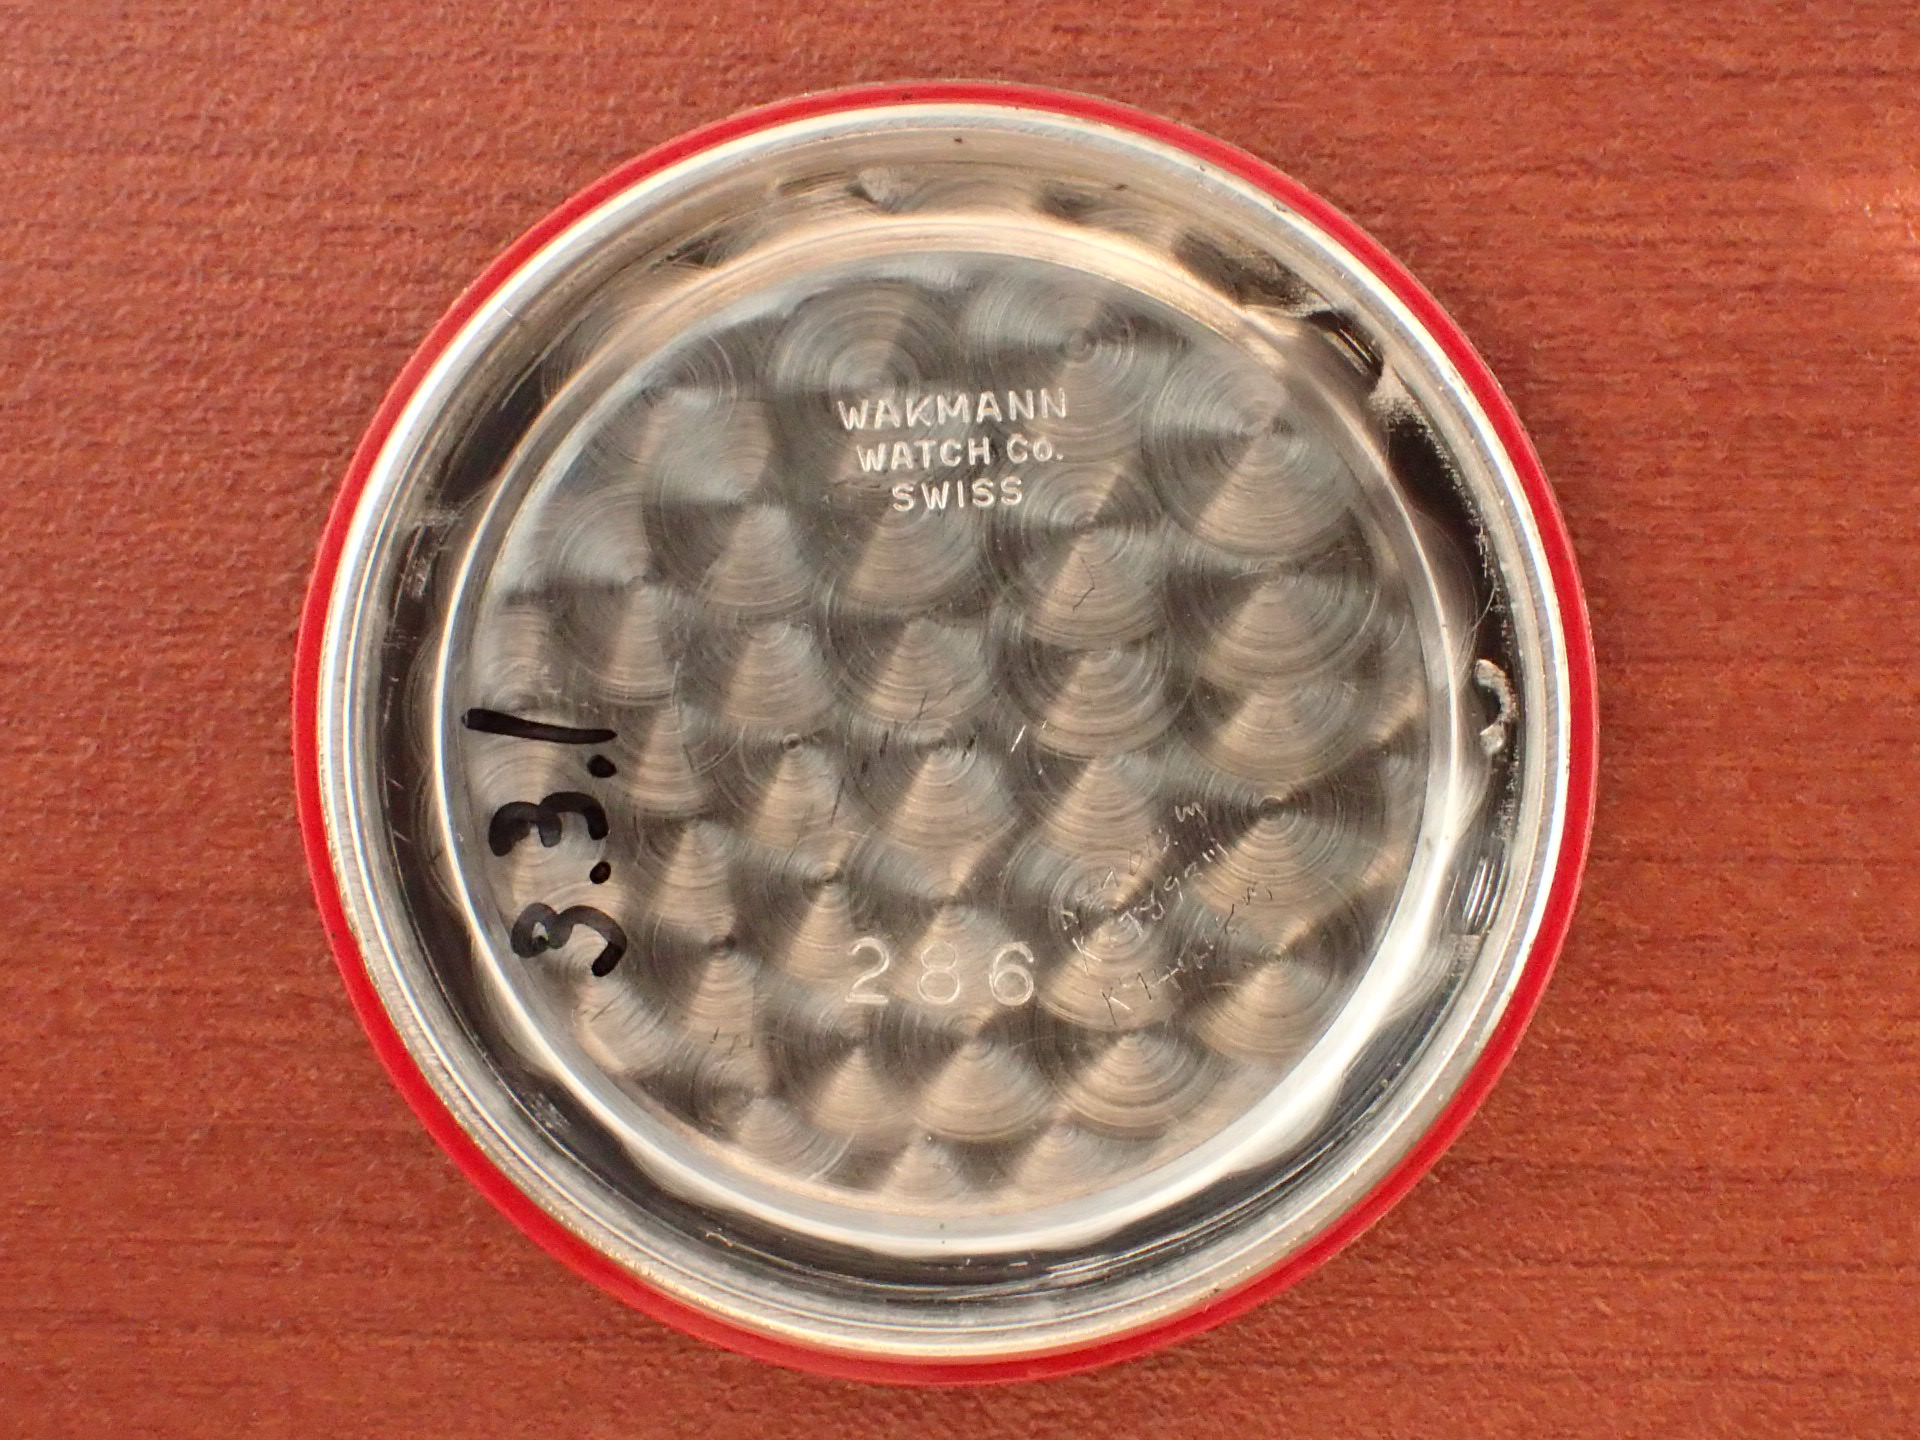 WAKMANN
WATCH Co.
SWISS
3.3.1
286